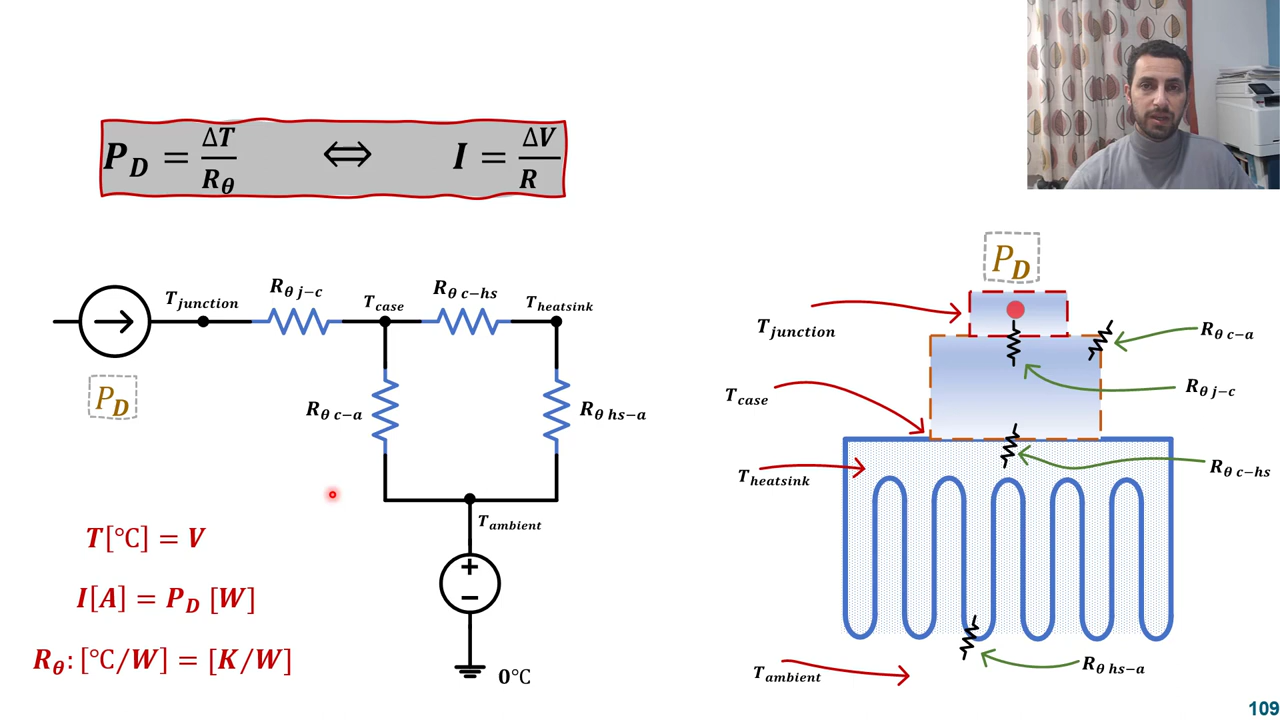 P_D = ΔT / R_θ ⇔ I = ΔV / R
T_junction
R_θ j-c
T_case
R_θ c-hs
T_heatsink
P_D
R_θ c-a
R_θ hs-a
T_ambient
+
−
0°C
T[°C] = V
I[A] = P_D [W]
R_θ: [°C/W] = [K/W]
P_D
T_junction
R_θ c-a
T_case
R_θ j-c
T_heatsink
R_θ c-hs
T_ambient
R_θ hs-a
109